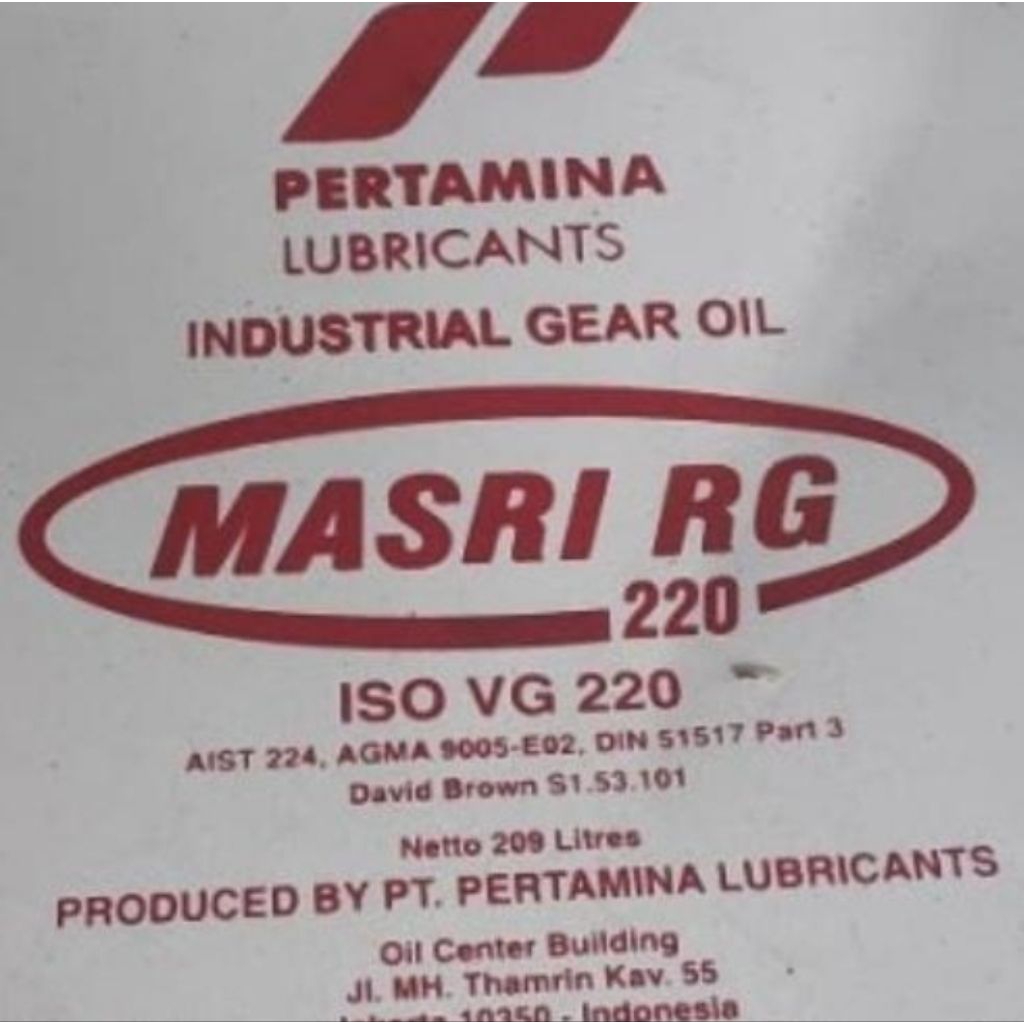 PERTAMINA
LUBRICANTS
INDUSTRIAL GEAR OIL
MASRI RG
220
ISO VG 220
AIST 224, AGMA 9005-E02, DIN 51517 Part 3
David Brown S1.53.101
Netto 209 Litres
PRODUCED BY PT. PERTAMINA LUBRICANTS
Oil Center Building
Jl. MH. Thamrin Kav. 55
Jakarta 10350 - Indonesia